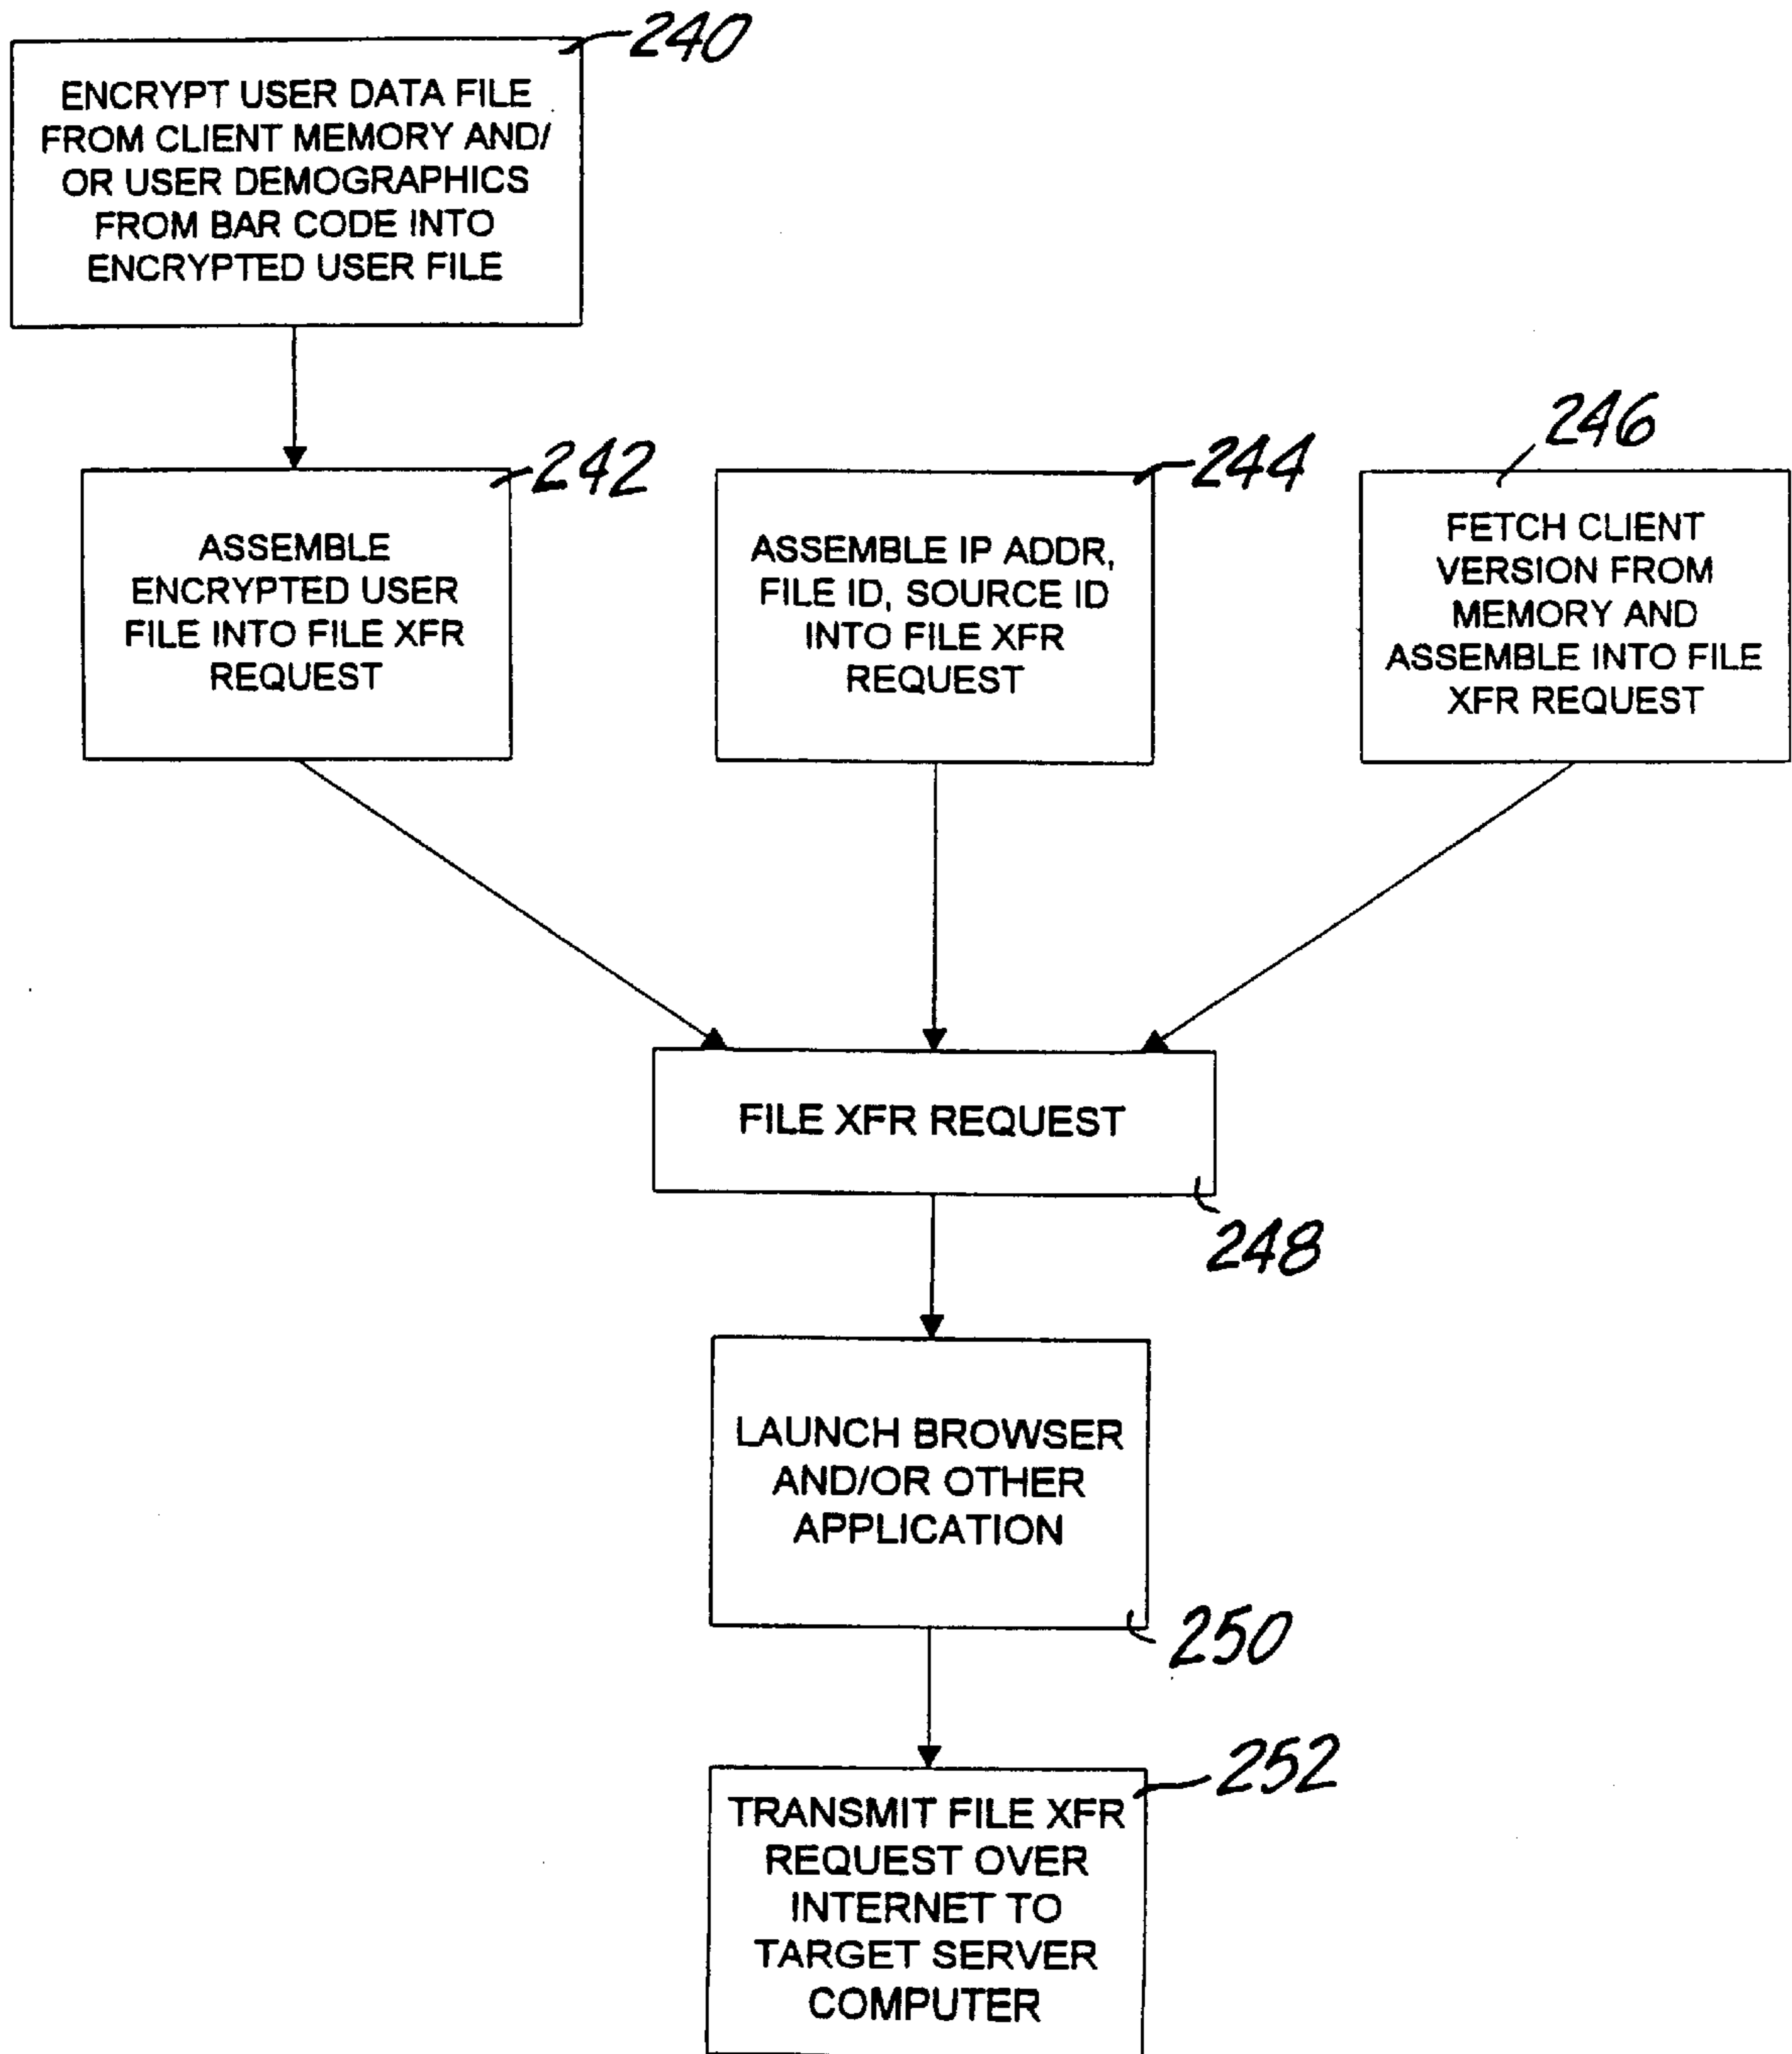 240
ENCRYPT USER DATA FILE
FROM CLIENT MEMORY AND/
OR USER DEMOGRAPHICS
FROM BAR CODE INTO
ENCRYPTED USER FILE
242
ASSEMBLE
ENCRYPTED USER
FILE INTO FILE XFR
REQUEST
244
ASSEMBLE IP ADDR,
FILE ID, SOURCE ID
INTO FILE XFR
REQUEST
246
FETCH CLIENT
VERSION FROM
MEMORY AND
ASSEMBLE INTO FILE
XFR REQUEST
FILE XFR REQUEST
248
LAUNCH BROWSER
AND/OR OTHER
APPLICATION
250
252
TRANSMIT FILE XFR
REQUEST OVER
INTERNET TO
TARGET SERVER
COMPUTER